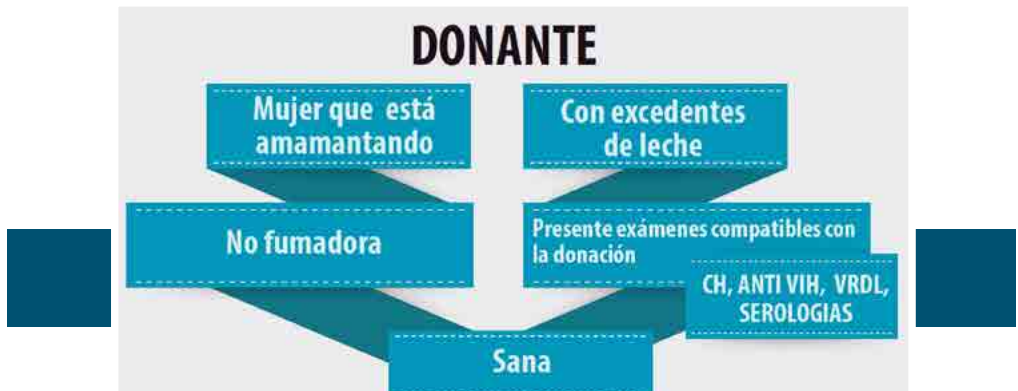 DONANTE
Mujer que está
amamantando
Con excedentes
de leche
No fumadora
Presente exámenes compatibles con
la donación
CH, ANTI VIH, VRDL,
SEROLOGIAS
Sana